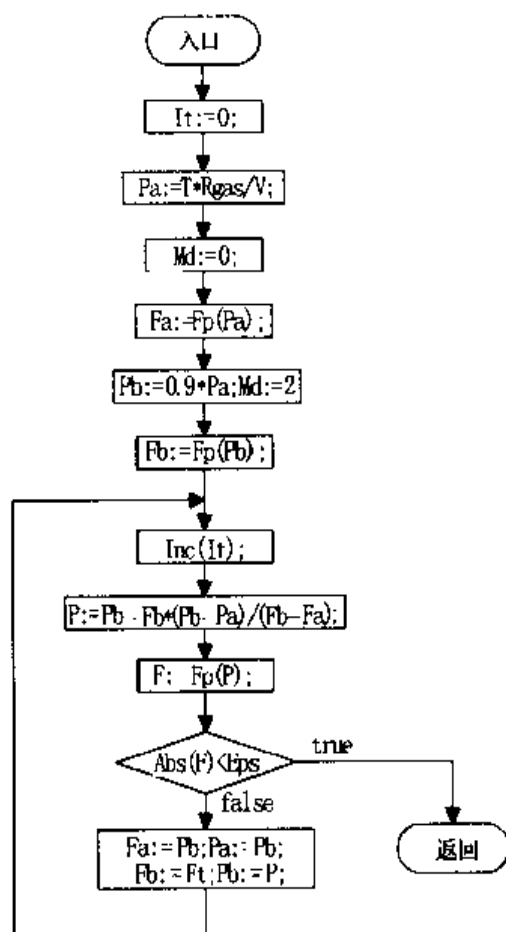 入口
It:=0;
Pa:=T*Rgas/V;
Md:=0;
Fa:=Fp(Pa);
Pb:=0.9*Pa;Md:=2
Fb:=Fp(Pb);
Inc(It);
P:=Pb-Fb*(Pb-Pa)/(Fb-Fa);
F: Fp(P);
Abs(F)<Eps
true
false
Fa:=Pb;Pa:=Pb;
Fb:=Ft;Pb:=P;
返回